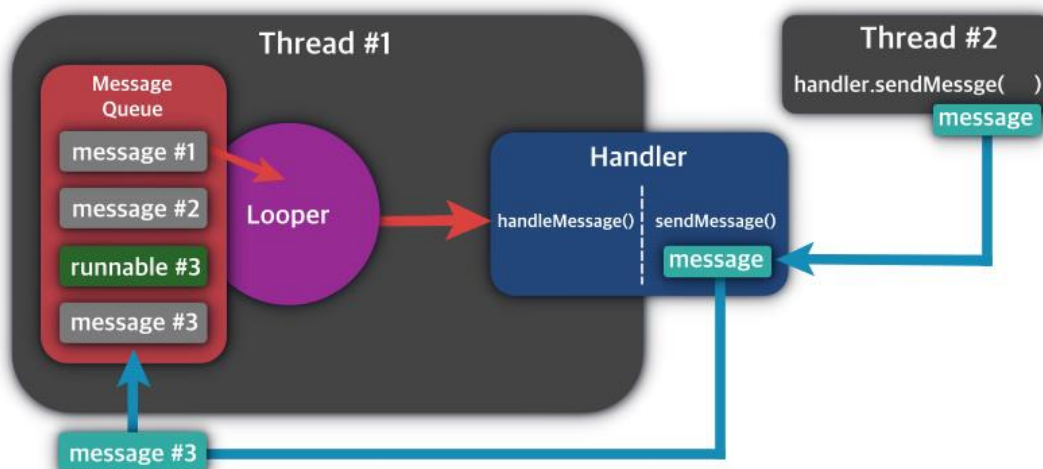 Thread #1
Message
Queue
message #1
message #2
runnable #3
message #3
Looper
Handler
handleMessage()
sendMessage()
message
Thread #2
handler.sendMessge( )
message
message #3